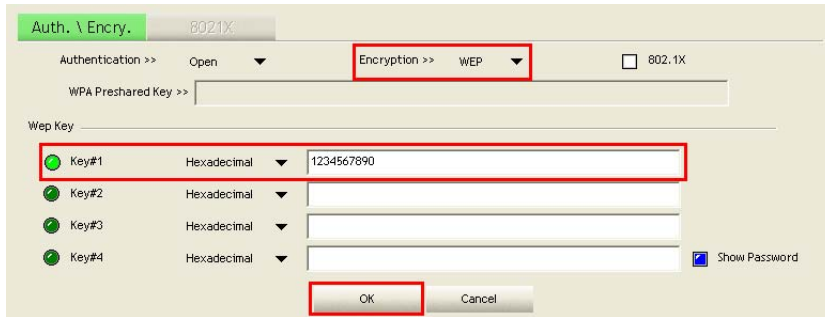 Auth. \ Encry. 8021X
Authentication >> Open Encryption >> WEP 802.1X
WPA Preshared Key >>
Wep Key
Key#1 Hexadecimal 1234567890
Key#2 Hexadecimal
Key#3 Hexadecimal
Key#4 Hexadecimal Show Password
OK Cancel